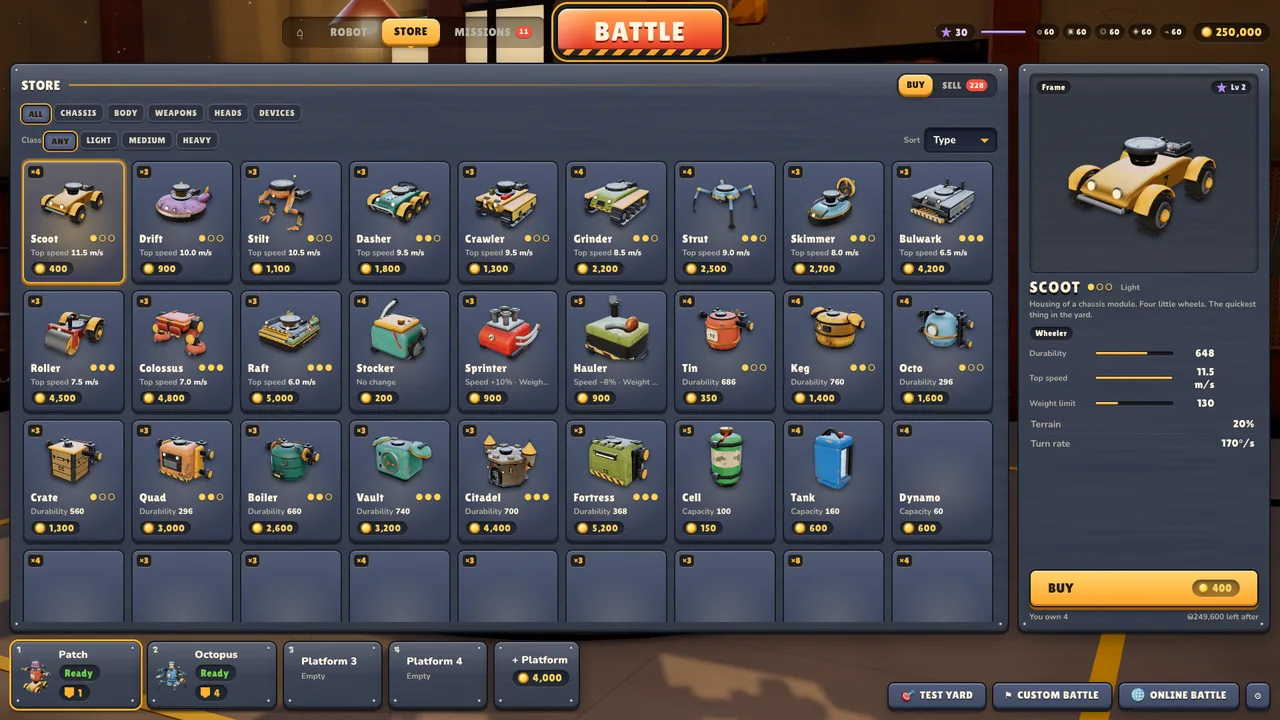 ROBOT
STORE
MISSIONS 11
BATTLE
30
60
60
60
60
60
250,000
STORE
BUY
SELL 228
ALL
CHASSIS
BODY
WEAPONS
HEADS
DEVICES
Class
ANY
LIGHT
MEDIUM
HEAVY
Sort
Type
×4
×3
×3
×3
×3
×4
×4
×3
×3
Scoot
Drift
Stilt
Dasher
Crawler
Grinder
Strut
Skimmer
Bulwark
Top speed 11.5 m/s
Top speed 10.0 m/s
Top speed 10.5 m/s
Top speed 9.5 m/s
Top speed 9.5 m/s
Top speed 8.5 m/s
Top speed 9.0 m/s
Top speed 8.0 m/s
Top speed 6.5 m/s
400
900
1,100
1,800
1,300
2,200
2,500
2,700
4,200
×3
×3
×3
×4
×3
×5
×4
×4
×4
Roller
Colossus
Raft
Stocker
Sprinter
Hauler
Tin
Keg
Octo
Top speed 7.5 m/s
Top speed 7.0 m/s
Top speed 6.0 m/s
No change
Speed +10% · Weigh...
Speed −8% · Weight ...
Durability 686
Durability 760
Durability 296
4,500
4,800
5,000
200
900
900
350
1,400
1,600
×3
×3
×3
×3
×3
×3
×5
×4
×4
Crate
Quad
Boiler
Vault
Citadel
Fortress
Cell
Tank
Dynamo
Durability 560
Durability 296
Durability 660
Durability 740
Durability 700
Durability 368
Capacity 100
Capacity 160
Capacity 60
1,300
3,000
2,600
3,200
4,400
5,200
150
600
600
×4
×3
×3
×4
×3
×3
×3
×8
×4
Frame
Lv 2
SCOOT
Light
Housing of a chassis module. Four little wheels. The quickest
thing in the yard.
Wheeler
Durability 648
Top speed 11.5
m/s
Weight limit 130
Terrain 20%
Turn rate 170°/s
BUY 400
You own 4
249,600 left after
1
Patch
Ready
1
2
Octopus
Ready
4
3
Platform 3
Empty
4
Platform 4
Empty
+ Platform
4,000
TEST YARD
CUSTOM BATTLE
ONLINE BATTLE